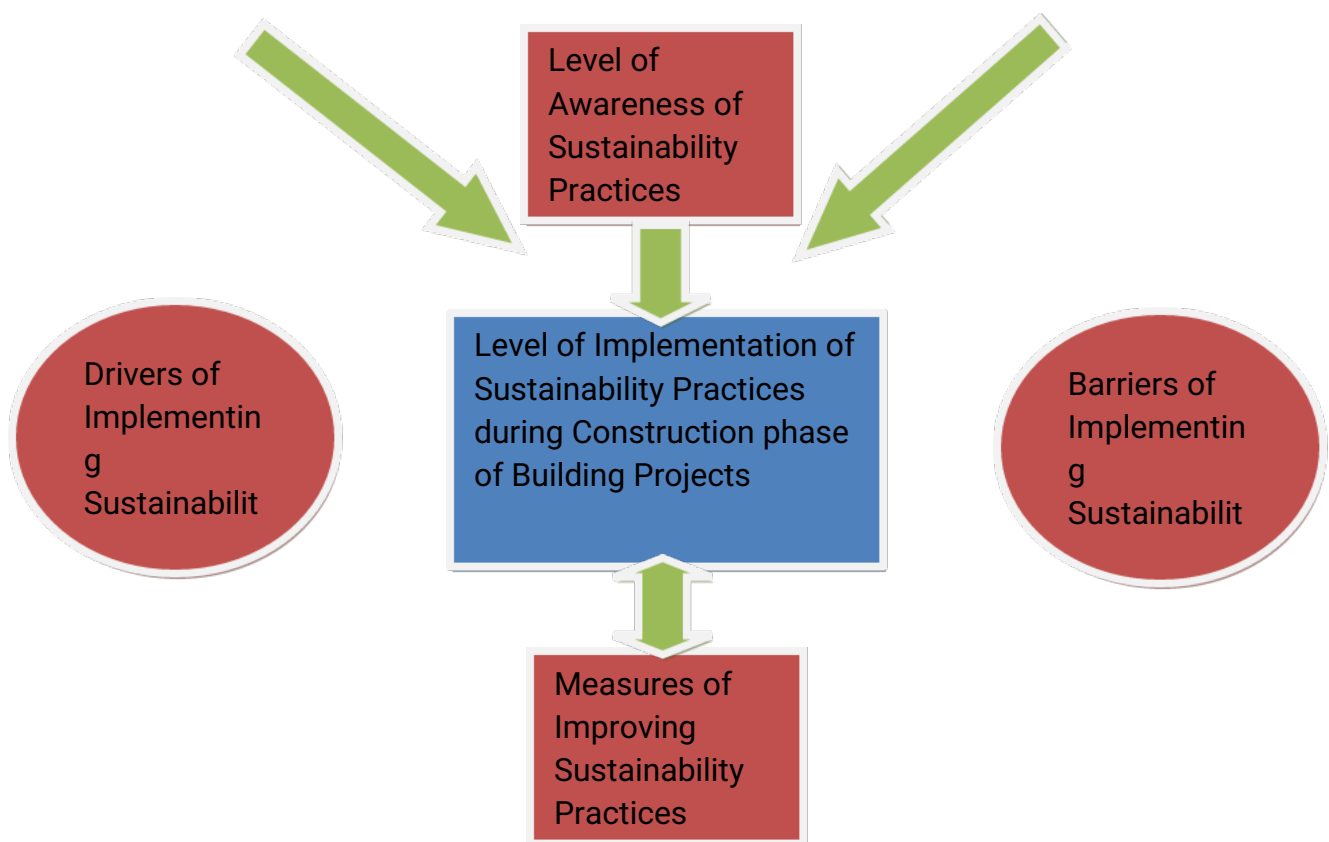 Level of
Awareness of
Sustainability
Practices
Level of Implementation of
Sustainability Practices
during Construction phase
of Building Projects
Drivers of
Implementin
g
Sustainabilit
Barriers of
Implementin
g
Sustainabilit
Measures of
Improving
Sustainability
Practices